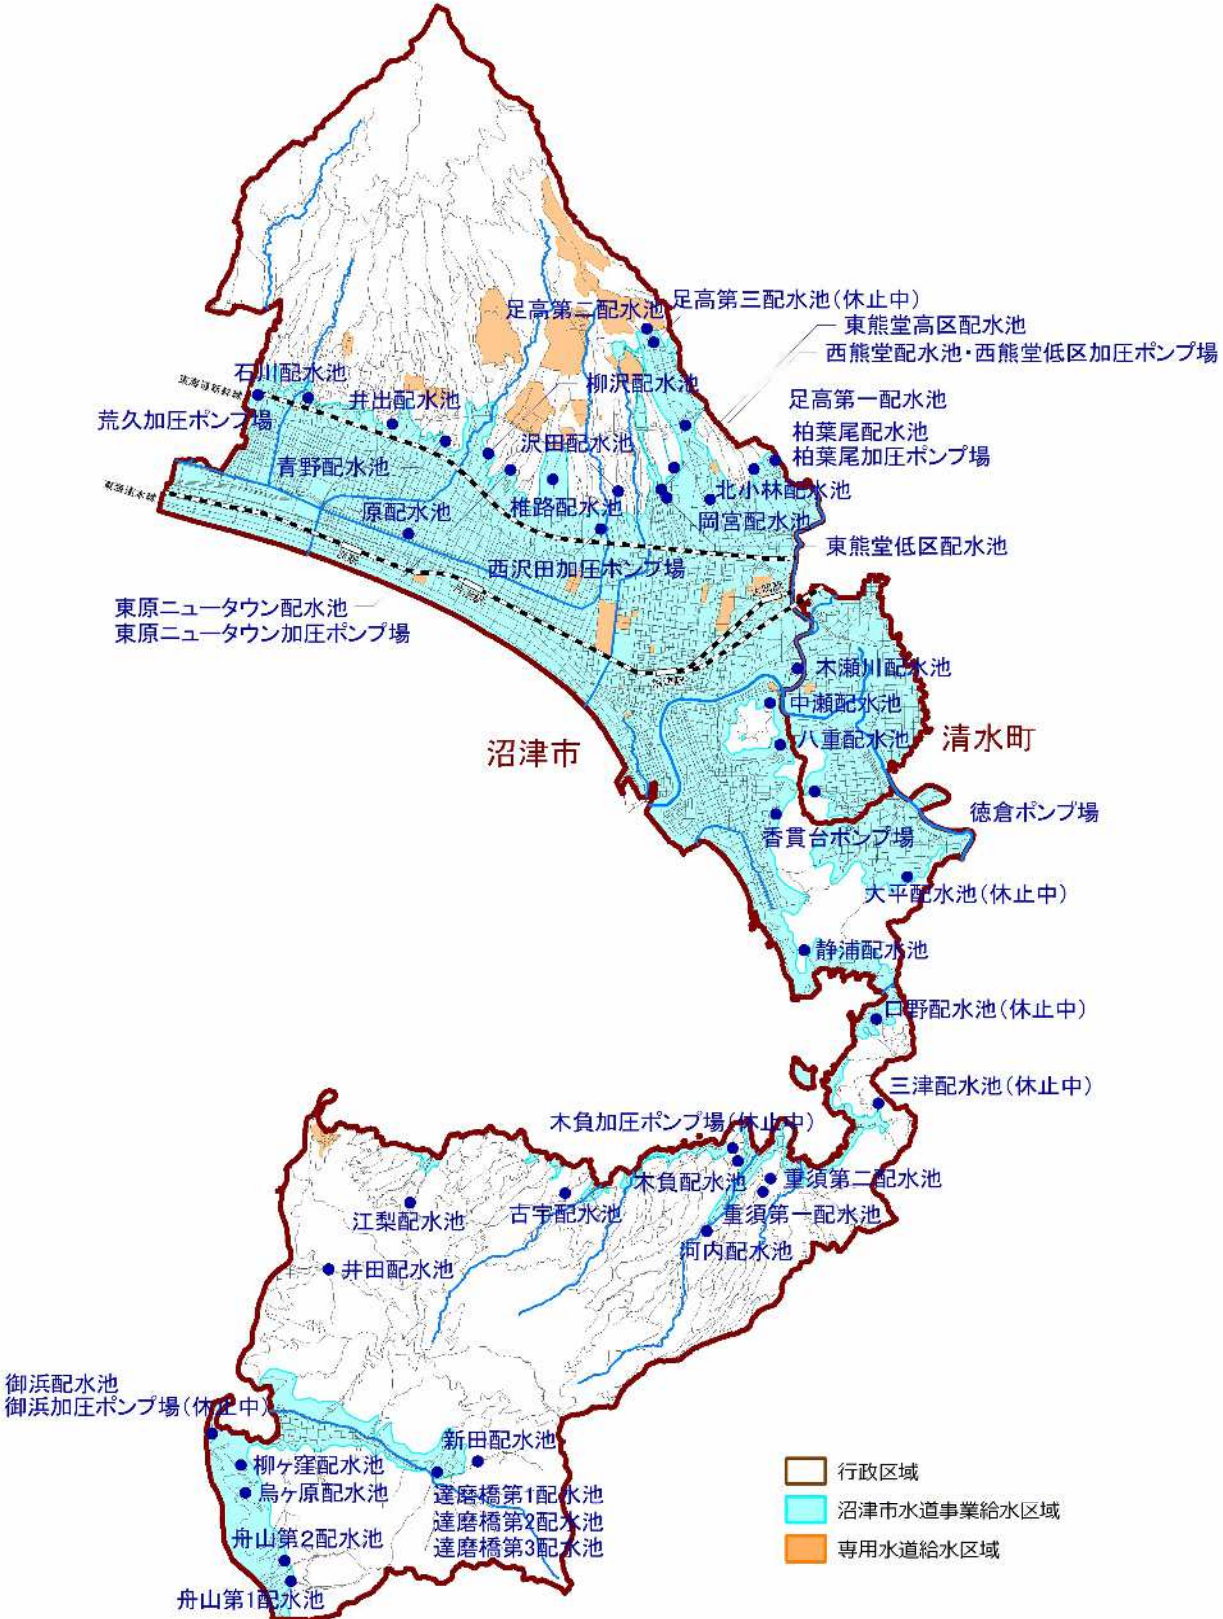 足高第二配水池
足高第三配水池(休止中)
東熊堂高区配水池
西熊堂配水池・西熊堂低区加圧ポンプ場
石川配水池
柳沢配水池
井出配水池
足高第一配水池
荒久加圧ポンプ場
柏葉尾配水池
沢田配水池
柏葉尾加圧ポンプ場
青野配水池
北小林配水池
椎路配水池
原配水池
岡宮配水池
東熊堂低区配水池
西沢田加圧ポンプ場
東原ニュータウン配水池
東原ニュータウン加圧ポンプ場
木瀬川配水池
中瀬配水池
八重配水池
沼津市
清水町
徳倉ポンプ場
香貫台ポンプ場
大平配水池(休止中)
静浦配水池
口野配水池(休止中)
三津配水池(休止中)
木負加圧ポンプ場(休止中)
木負配水池
重須第二配水池
重須第一配水池
江梨配水池
古宇配水池
河内配水池
井田配水池
御浜配水池
御浜加圧ポンプ場(休止中)
新田配水池
柳ヶ窪配水池
烏ヶ原配水池
達磨橋第1配水池
達磨橋第2配水池
達磨橋第3配水池
舟山第2配水池
舟山第1配水池
行政区域
沼津市水道事業給水区域
専用水道給水区域